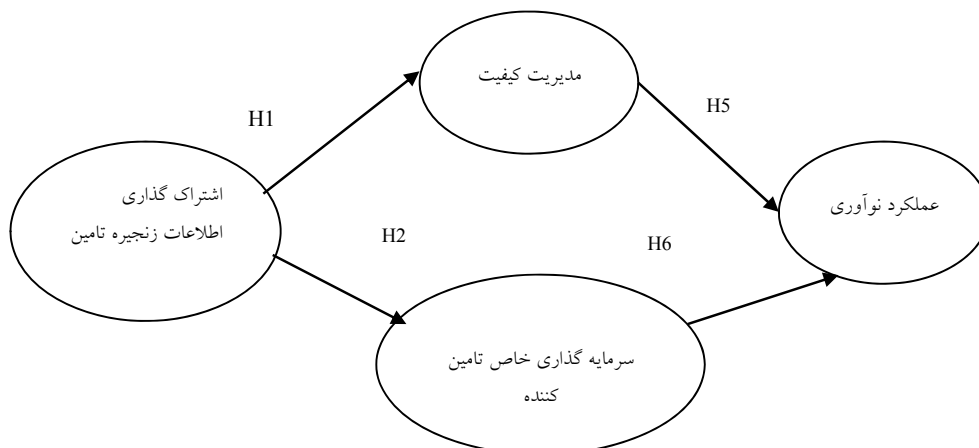 مدیریت کیفیت
H1
H5
اشتراک گذاری
اطلاعات زنجیره تامین
عملکرد نوآوری
H2
H6
سرمایه گذاری خاص تامین
کننده